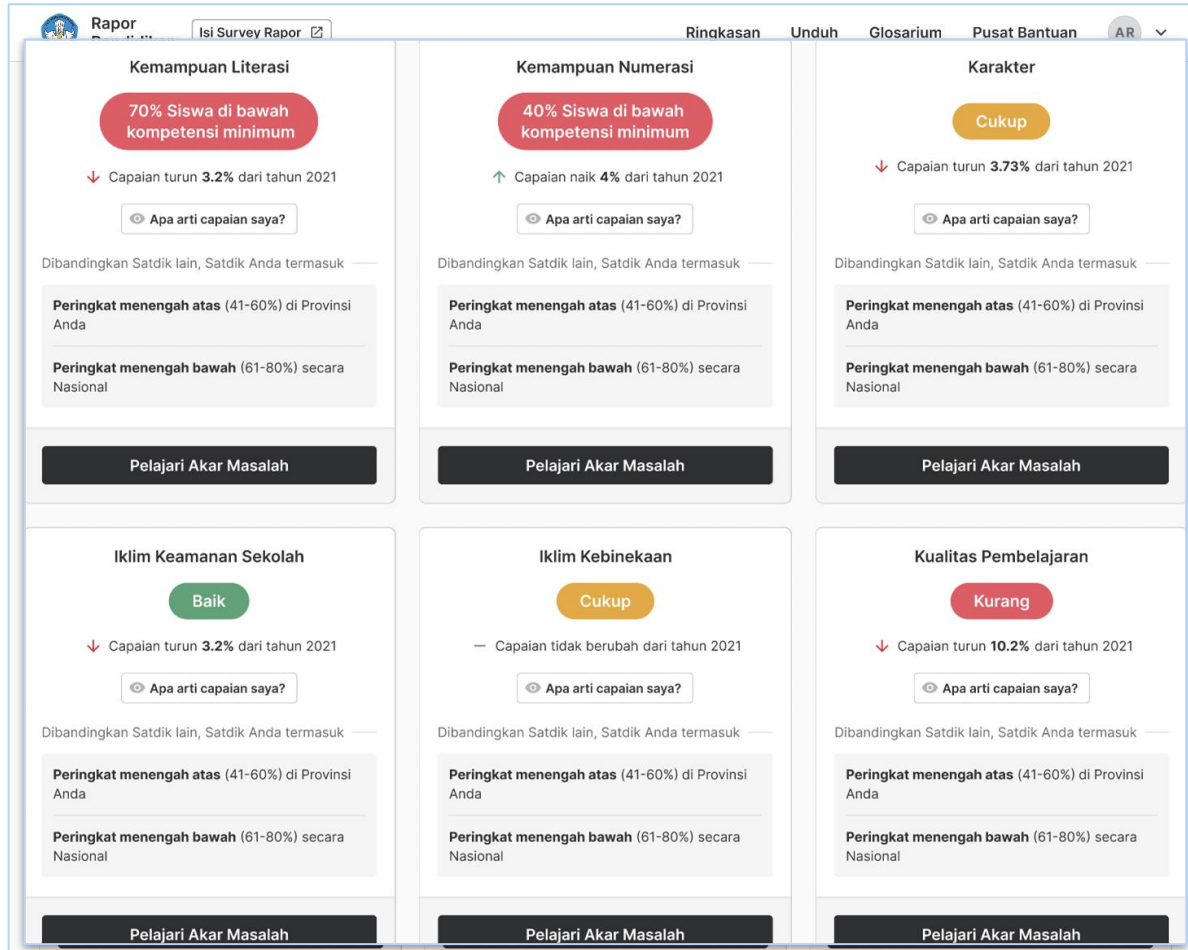 Rapor
Isi Survey Rapor
Ringkasan
Unduh
Glosarium
Pusat Bantuan
AR
Kemampuan Literasi
70% Siswa di bawah
kompetensi minimum
Capaian turun 3.2% dari tahun 2021
Apa arti capaian saya?
Dibandingkan Satdik lain, Satdik Anda termasuk
Peringkat menengah atas (41-60%) di Provinsi
Anda
Peringkat menengah bawah (61-80%) secara
Nasional
Pelajari Akar Masalah
Kemampuan Numerasi
40% Siswa di bawah
kompetensi minimum
Capaian naik 4% dari tahun 2021
Apa arti capaian saya?
Dibandingkan Satdik lain, Satdik Anda termasuk
Peringkat menengah atas (41-60%) di Provinsi
Anda
Peringkat menengah bawah (61-80%) secara
Nasional
Pelajari Akar Masalah
Karakter
Cukup
Capaian turun 3.73% dari tahun 2021
Apa arti capaian saya?
Dibandingkan Satdik lain, Satdik Anda termasuk
Peringkat menengah atas (41-60%) di Provinsi
Anda
Peringkat menengah bawah (61-80%) secara
Nasional
Pelajari Akar Masalah
Iklim Keamanan Sekolah
Baik
Capaian turun 3.2% dari tahun 2021
Apa arti capaian saya?
Dibandingkan Satdik lain, Satdik Anda termasuk
Peringkat menengah atas (41-60%) di Provinsi
Anda
Peringkat menengah bawah (61-80%) secara
Nasional
Pelajari Akar Masalah
Iklim Kebinekaan
Cukup
Capaian tidak berubah dari tahun 2021
Apa arti capaian saya?
Dibandingkan Satdik lain, Satdik Anda termasuk
Peringkat menengah atas (41-60%) di Provinsi
Anda
Peringkat menengah bawah (61-80%) secara
Nasional
Pelajari Akar Masalah
Kualitas Pembelajaran
Kurang
Capaian turun 10.2% dari tahun 2021
Apa arti capaian saya?
Dibandingkan Satdik lain, Satdik Anda termasuk
Peringkat menengah atas (41-60%) di Provinsi
Anda
Peringkat menengah bawah (61-80%) secara
Nasional
Pelajari Akar Masalah